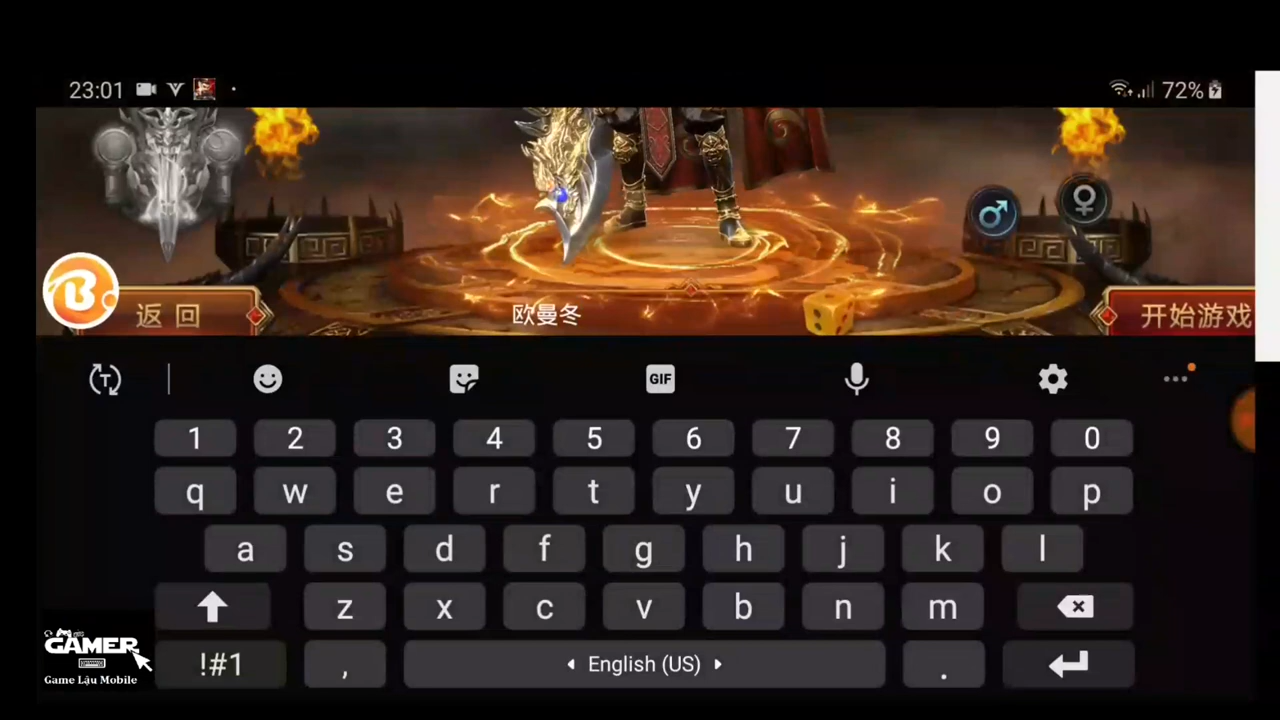 23:01
72%
返回
欧曼冬
开始游戏
GIF
1 2 3 4 5 6 7 8 9 0
q w e r t y u i o p
a s d f g h j k l
z x c v b n m
!#1 , English (US) .
GAMER
Game Lậu Mobile